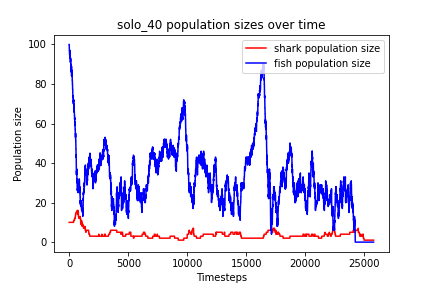 solo_40 population sizes over time
shark population size
fish population size
Population size
100
80
60
40
20
0
0 5000 10000 15000 20000 25000
Timesteps